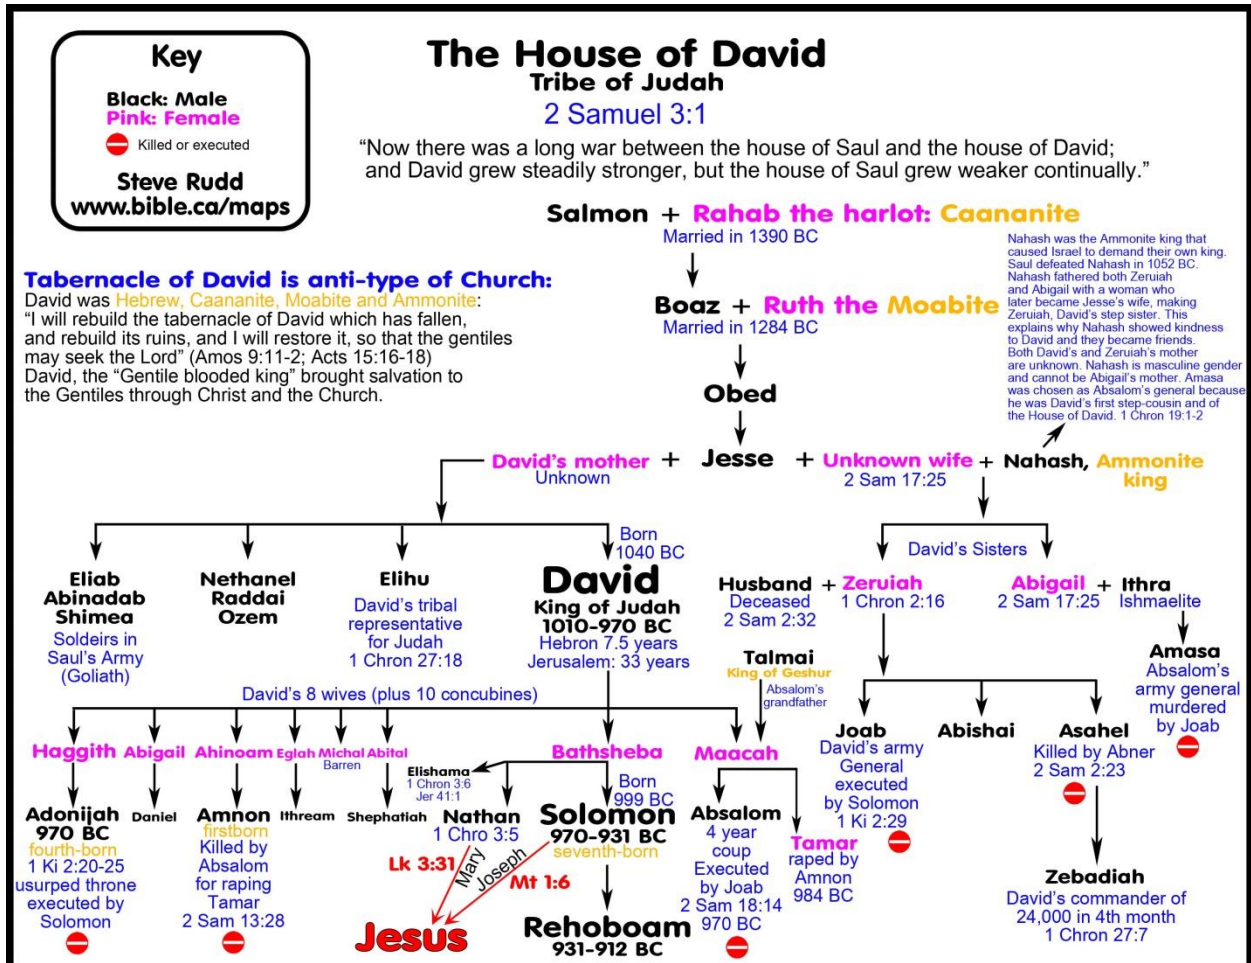 Key
Black: Male
Pink: Female
Killed or executed
Steve Rudd
www.bible.ca/maps
The House of David
Tribe of Judah
2 Samuel 3:1
“Now there was a long war between the house of Saul and the house of David;
and David grew steadily stronger, but the house of Saul grew weaker continually.”
Salmon + Rahab the harlot: Caananite
Married in 1390 BC
Boaz + Ruth the Moabite
Married in 1284 BC
Obed
Nahash was the Ammonite king that
caused Israel to demand their own king.
Saul defeated Nahash in 1052 BC.
Nahash fathered both Zeruiah
and Abigail with a woman who
later became Jesse’s wife, making
Zeruiah, David’s step sister. This
explains why Nahash showed kindness
to David and they became friends.
Both David’s and Zeruiah’s mother
are unknown. Nahash is masculine gender
and cannot be Abigail’s mother. Amasa
was chosen as Absalom’s general because
he was David’s first step-cousin and of
the House of David. 1 Chron 19:1-2
Tabernacle of David is anti-type of Church:
David was Hebrew, Caananite, Moabite and Ammonite:
“I will rebuild the tabernacle of David which has fallen,
and rebuild its ruins, and I will restore it, so that the gentiles
may seek the Lord” (Amos 9:11-2; Acts 15:16-18)
David, the “Gentile blooded king” brought salvation to
the Gentiles through Christ and the Church.
David’s mother + Jesse + Unknown wife + Nahash, Ammonite
king
Unknown
2 Sam 17:25
Eliab
Abinadab
Shimea
Soldeirs in
Saul’s Army
(Goliath)
Nethanel
Raddai
Ozem
Elihu
David’s tribal
representative
for Judah
1 Chron 27:18
Born
1040 BC
David
King of Judah
1010-970 BC
Hebron 7.5 years
Jerusalem: 33 years
David’s Sisters
Husband + Zeruiah
Deceased
2 Sam 2:32
1 Chron 2:16
Abigail + Ithra
2 Sam 17:25
Ishmaelite
Talmai
King of Geshur
Absalom’s
grandfather
Amasa
Absalom’s
army general
murdered
by Joab
Joab
David’s army
General
executed
by Solomon
1 Ki 2:29
Abishai
Asahel
Killed by Abner
2 Sam 2:23
Zebadiah
David’s commander of
24,000 in 4th month
1 Chron 27:7
David’s 8 wives (plus 10 concubines)
Haggith
Abigail
Ahinoam
Eglah
Michal
Barren
Abital
Bathsheba
Maacah
Adonijah
970 BC
fourth-born
1 Ki 2:20-25
usurped throne
executed by
Solomon
Daniel
Amnon
firstborn
Killed by
Absalom
for raping
Tamar
2 Sam 13:28
Ithream
Shephatiah
Elishama
1 Chron 3:6
Jer 41:1
Nathan
1 Chro 3:5
Born
999 BC
Solomon
970-931 BC
seventh-born
Absalom
4 year
coup
Executed
by Joab
2 Sam 18:14
970 BC
Tamar
raped by
Amnon
984 BC
Lk 3:31
Mary
Joseph
Mt 1:6
Jesus
Rehoboam
931-912 BC